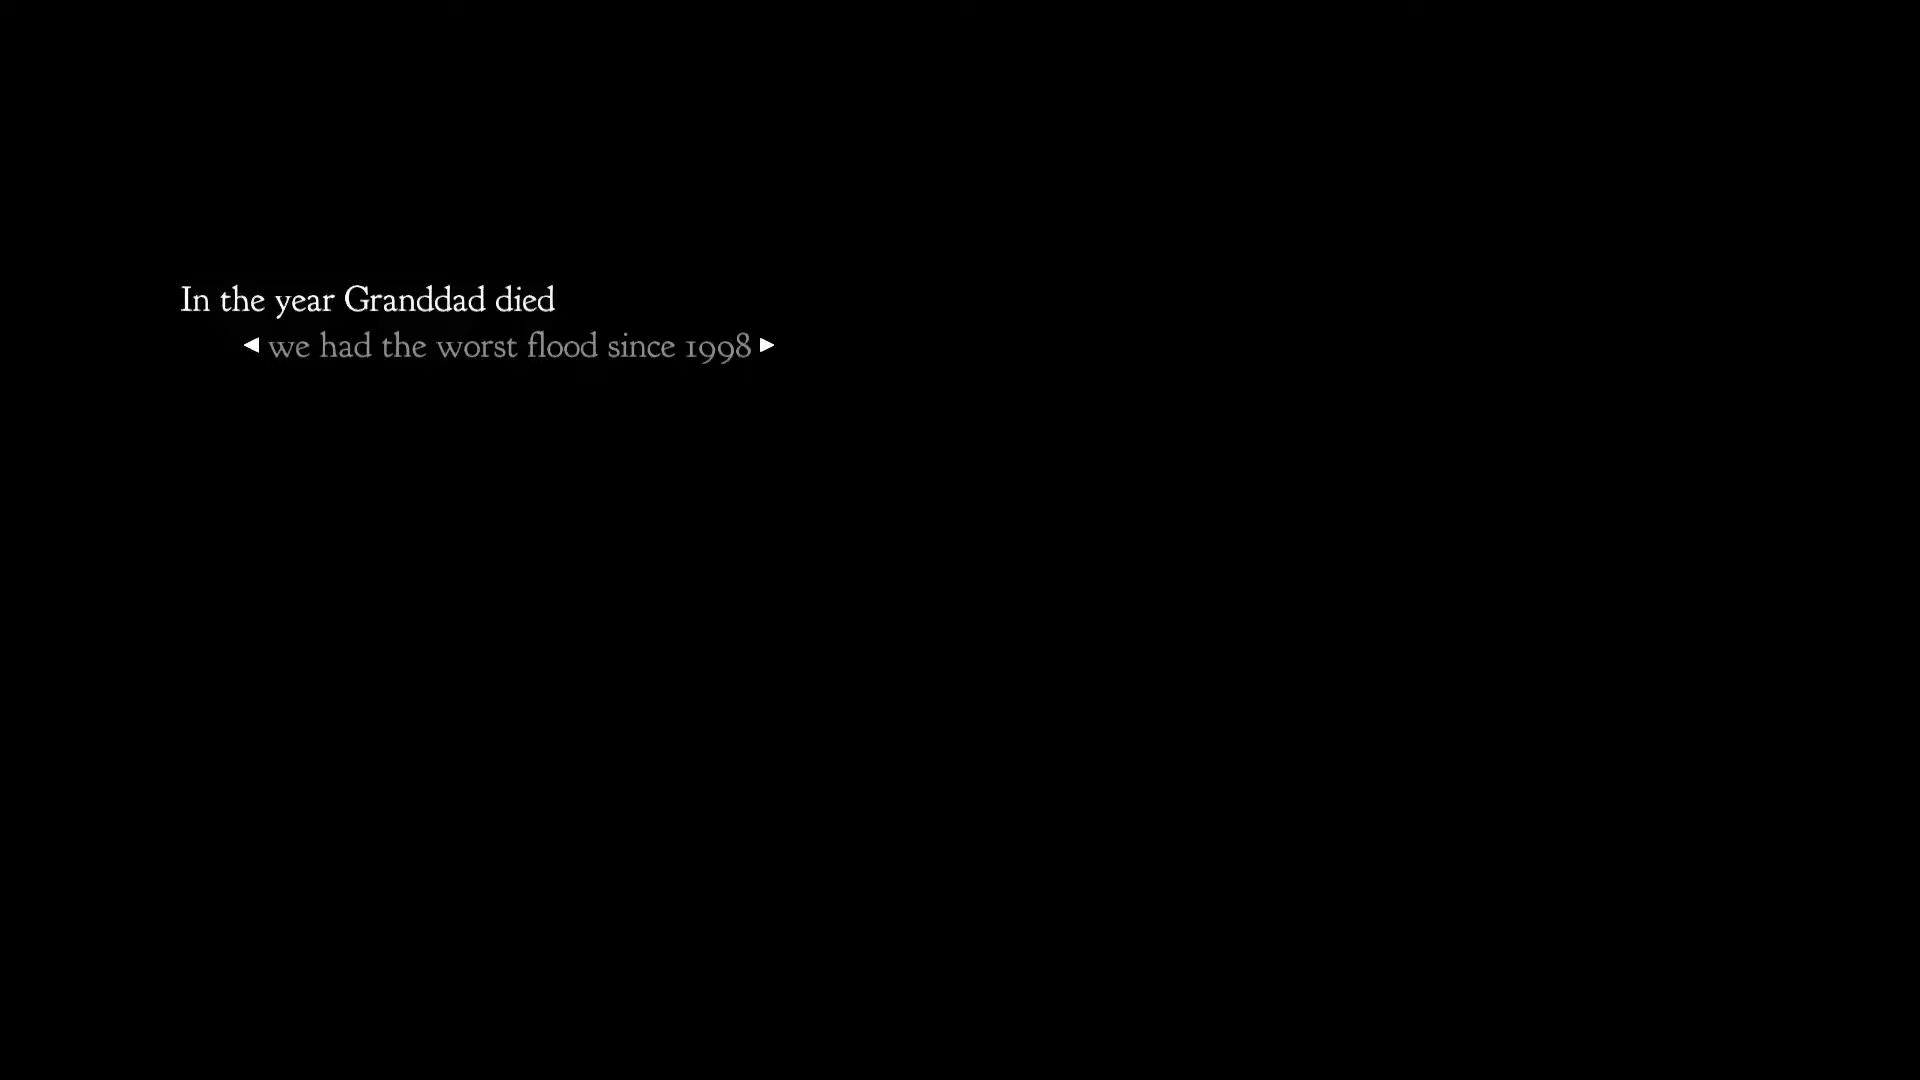 In the year Granddad died
◀ we had the worst flood since 1998 ▶